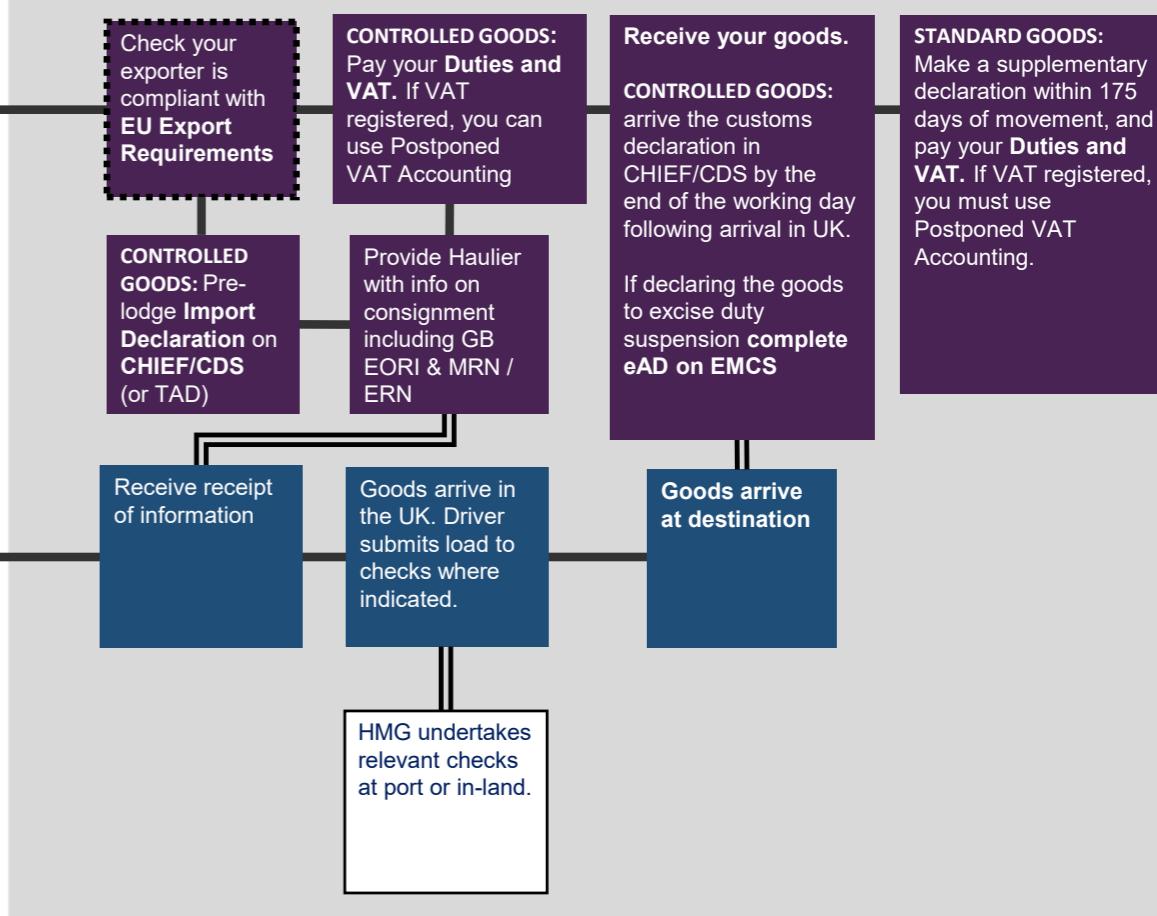 Check your
exporter is
compliant with
EU Export
Requirements
CONTROLLED GOODS:
Pay your Duties and
VAT. If VAT
registered, you can
use Postponed
VAT Accounting
Receive your goods.
CONTROLLED GOODS:
arrive the customs
declaration in
CHIEF/CDS by the
end of the working day
following arrival in UK.
If declaring the goods
to excise duty
suspension complete
eAD on EMCS
STANDARD GOODS:
Make a supplementary
declaration within 175
days of movement, and
pay your Duties and
VAT. If VAT registered,
you must use
Postponed VAT
Accounting.
CONTROLLED
GOODS: Pre-
lodge Import
Declaration on
CHIEF/CDS
(or TAD)
Provide Haulier
with info on
consignment
including GB
EORI & MRN /
ERN
Receive receipt
of information
Goods arrive in
the UK. Driver
submits load to
checks where
indicated.
Goods arrive
at destination
HMG undertakes
relevant checks
at port or in-land.